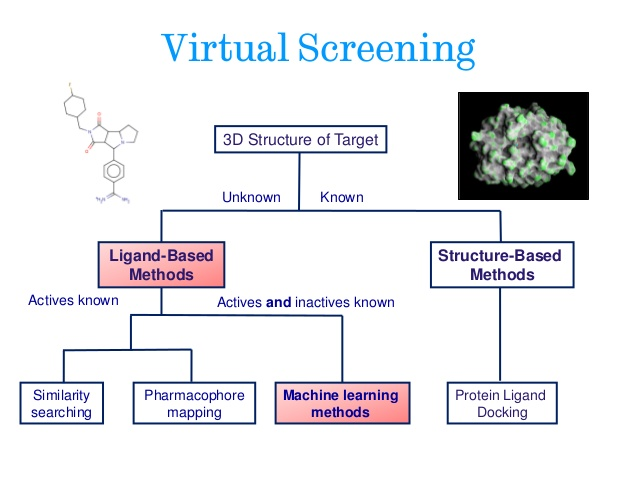 Virtual Screening
3D Structure of Target
Unknown
Known
Ligand-Based
Methods
Structure-Based
Methods
Actives known
Actives and inactives known
Similarity
searching
Pharmacophore
mapping
Machine learning
methods
Protein Ligand
Docking
F
O
N
N
O
NH₂